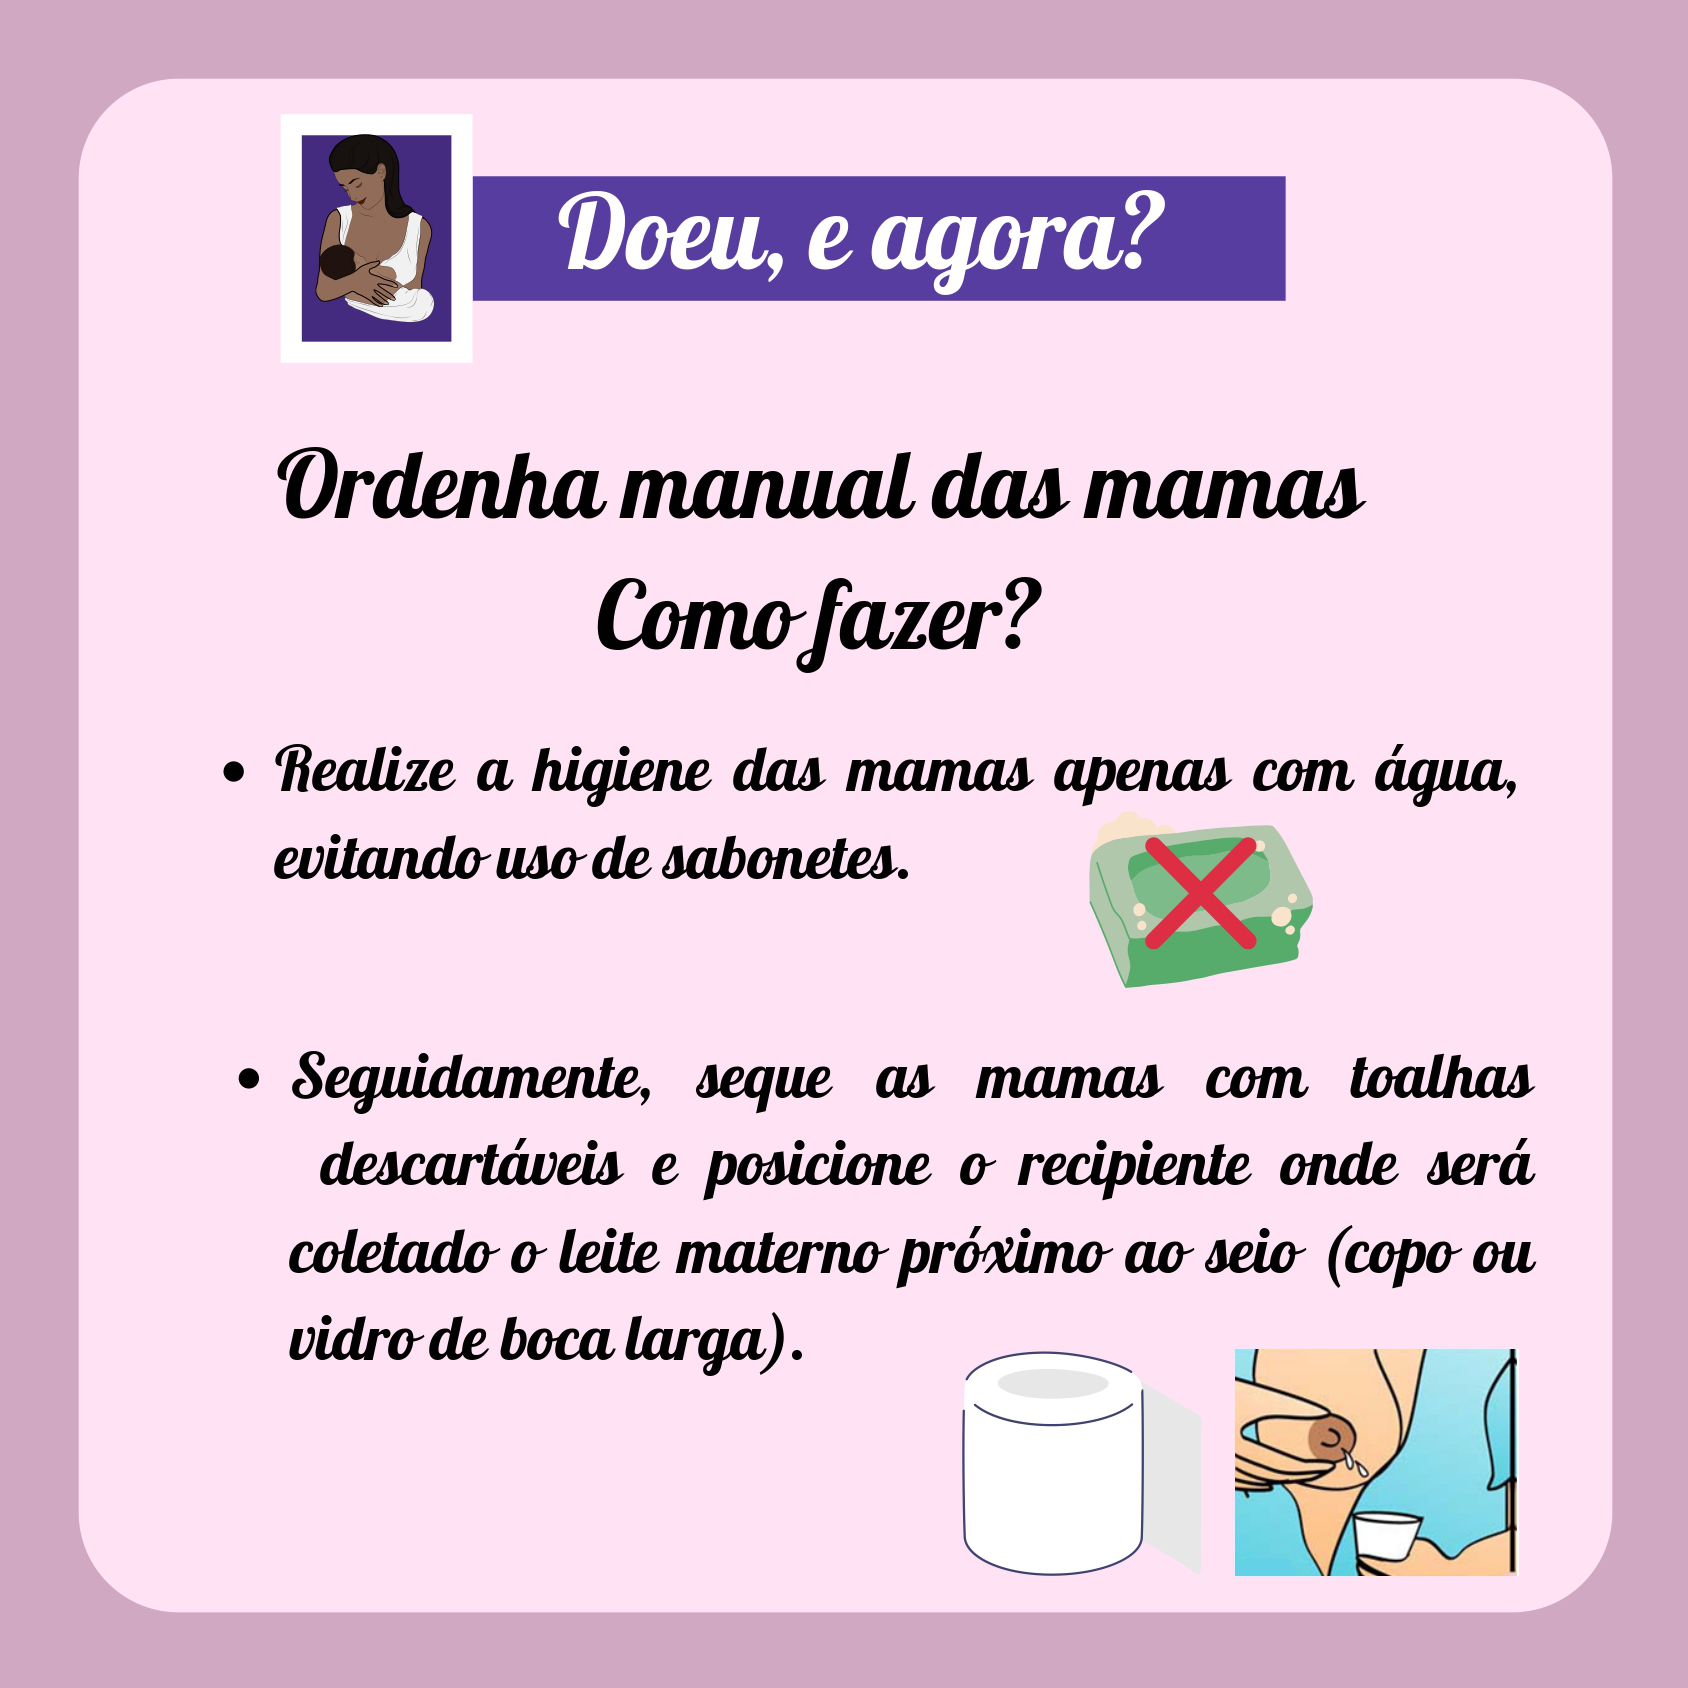 Doeu, e agora?
Ordenha manual das mamas
Como fazer?
• Realize a higiene das mamas apenas com água,
evitando uso de sabonetes.
• Seguidamente, seque as mamas com toalhas
descartáveis e posicione o recipiente onde será
coletado o leite materno próximo ao seio (copo ou
vidro de boca larga).